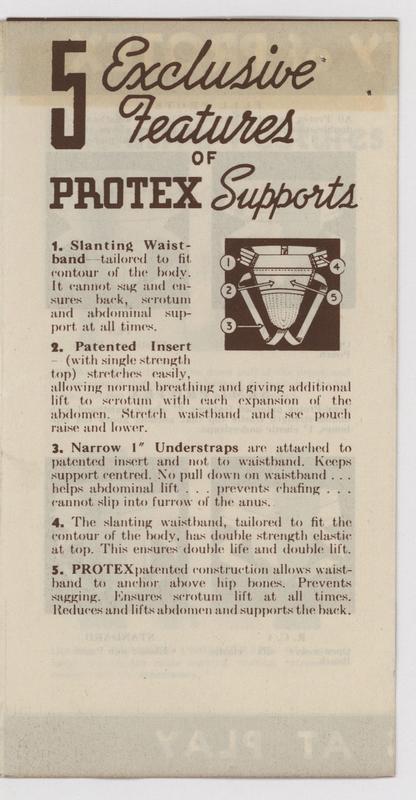 5 Exclusive
Features
OF
PROTEX Supports
1. Slanting Waist-
band—tailored to fit
contour of the body.
It cannot sag and en-
sures back, scrotum
and abdominal sup-
port at all times.
2. Patented Insert
– (with single strength
top) stretches easily,
allowing normal breathing and giving additional
lift to scrotum with each expansion of the
abdomen. Stretch waistband and see pouch
raise and lower.
1
2
3
4
5
3. Narrow 1" Understraps are attached to
patented insert and not to waistband. Keeps
support centred. No pull down on waistband . . .
helps abdominal lift . . . prevents chafing . . .
cannot slip into furrow of the anus.
4. The slanting waistband, tailored to fit the
contour of the body, has double strength elastic
at top. This ensures double life and double lift.
5. PROTEX patented construction allows waist-
band to anchor above hip bones. Prevents
sagging. Ensures scrotum lift at all times.
Reduces and lifts abdomen and supports the back.
AT PLAY